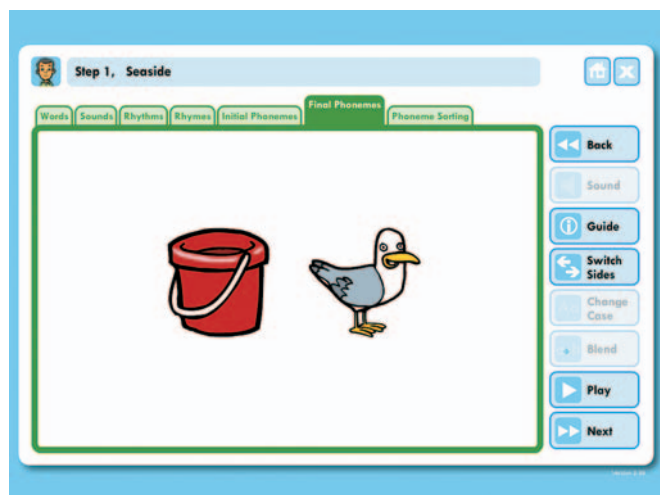 Step 1, Seaside
Words Sounds Rhythms Rhymes Initial Phonemes Final Phonemes Phoneme Sorting
Back
Sound
Guide
Switch
Sides
Change
Case
Blend
Play
Next